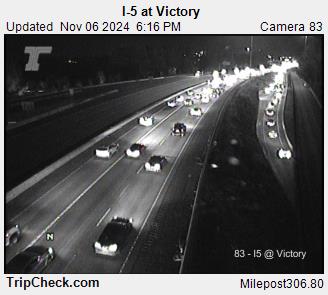 I-5 at Victory
Updated Nov 06 2024 6:16 PM Camera 83
T
N
83 - I5 @ Victory
TripCheck.com Milepost306.80